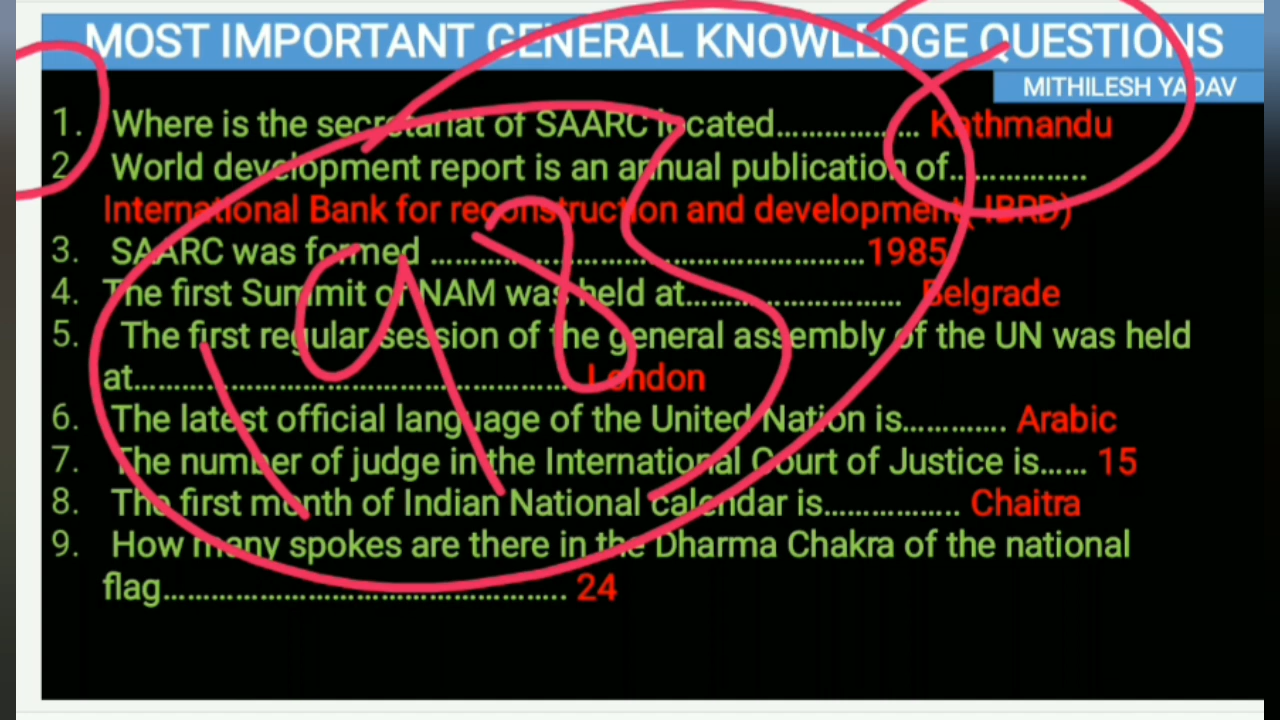 MOST IMPORTANT GENERAL KNOWLEDGE QUESTIONS
MITHILESH YADAV
1. Where is the secretariat of SAARC located.................. Kathmandu
2. World development report is an annual publication of.................
International Bank for reconstruction and development( IBRD)
3. SAARC was formed ................................................1985
4. The first Summit of NAM was held at........................ Belgrade
5. The first regular session of the general assembly of the UN was held
at................................................ London
6. The latest official language of the United Nation is............ Arabic
7. The number of judge in the International Court of Justice is...... 15
8. The first month of Indian National calendar is................ Chaitra
9. How many spokes are there in the Dharma Chakra of the national
flag............................................. 24
1985